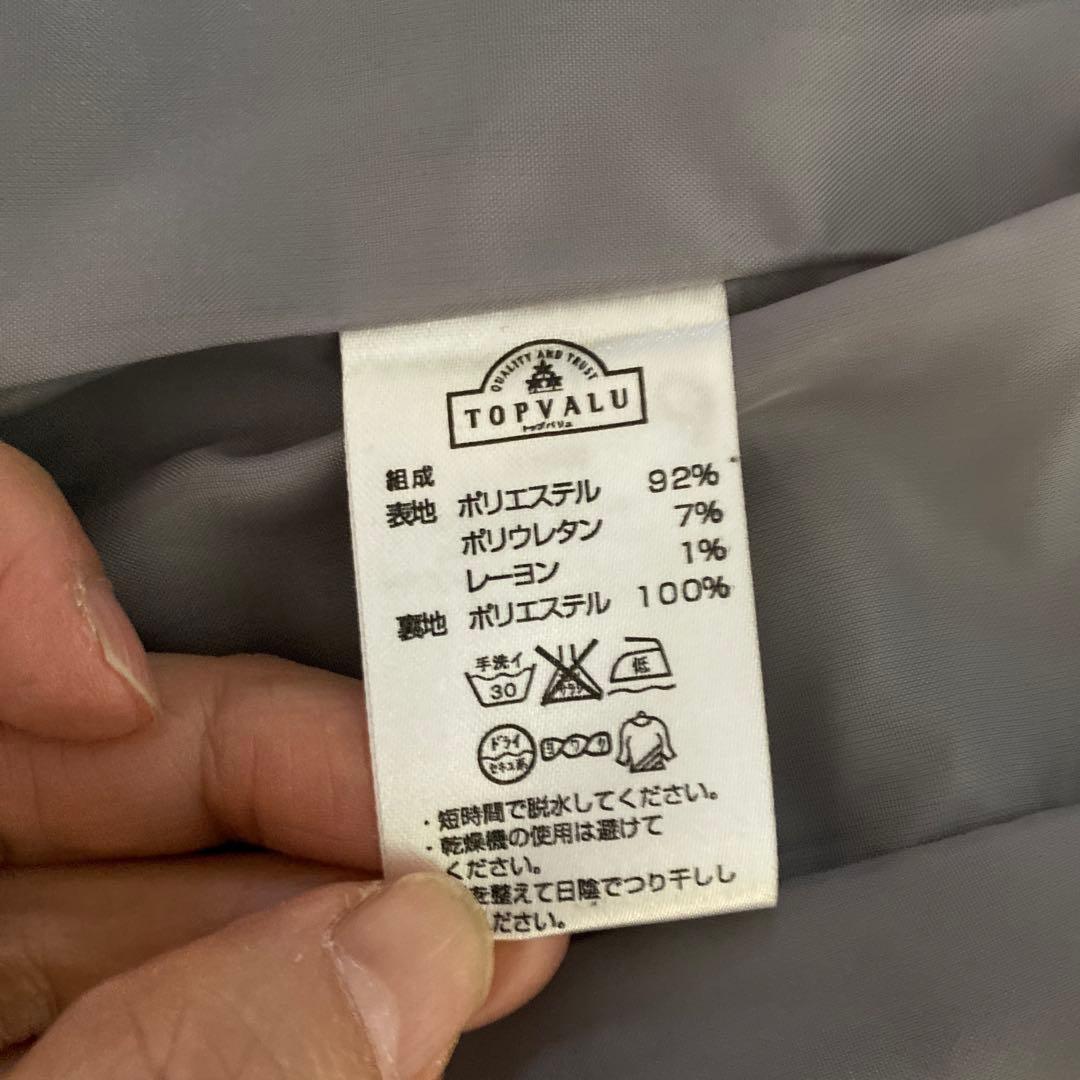 QUALITY AND TRUST
TOPVALU
トップバリュ
組成
表地 ポリエステル 92%
ポリウレタン 7%
レーヨン 1%
裏地 ポリエステル 100%
手洗イ 30 低
ドライ セキユ系 ヨワク
・短時間で脱水してください。
・乾燥機の使用は避けて
ください。
を整えて日陰でつり干しし
ださい。